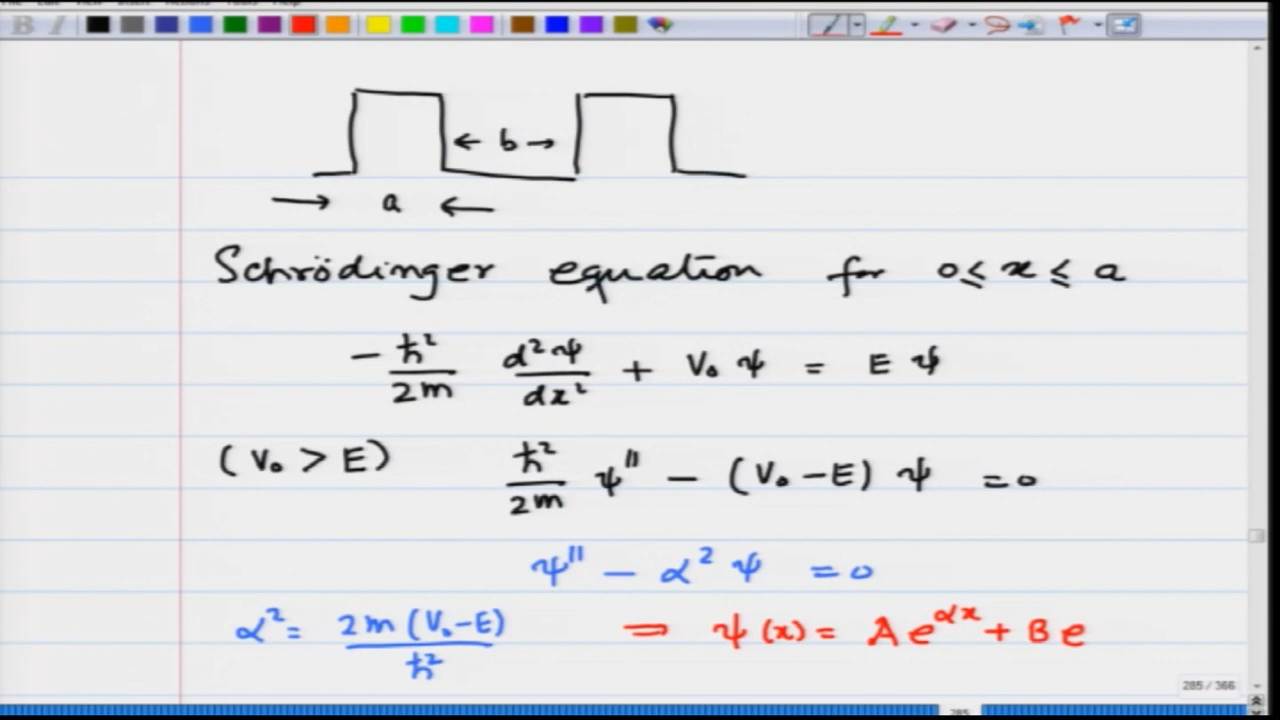 B I
← b →
→ a ←
Schrödinger equation for 0 ≤ x ≤ a
- ħ²/2m d²ψ/dx² + V₀ ψ = E ψ
(V₀ > E) ħ²/2m ψ'' - (V₀ - E) ψ = 0
ψ'' - α² ψ = 0
α² = 2m (V₀ - E)/ħ² ⇒ ψ(x) = A e^{αx} + B e
285 / 366